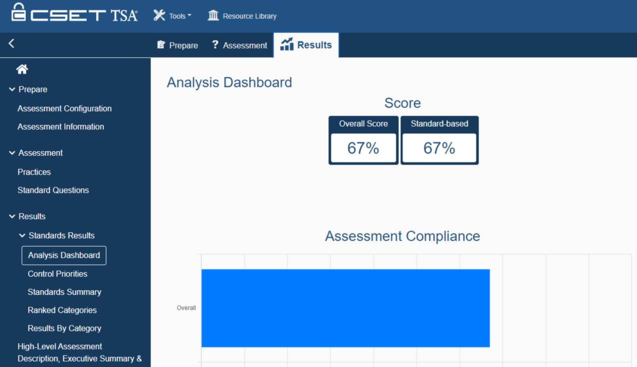 CSET TSA
Tools
Resource Library
Prepare
? Assessment
Results
Prepare
Assessment Configuration
Assessment Information
Assessment
Practices
Standard Questions
Results
Standards Results
Analysis Dashboard
Control Priorities
Standards Summary
Ranked Categories
Results By Category
High-Level Assessment
Description, Executive Summary &
Analysis Dashboard
Score
Overall Score
Standard-based
67%
67%
Assessment Compliance
Overall